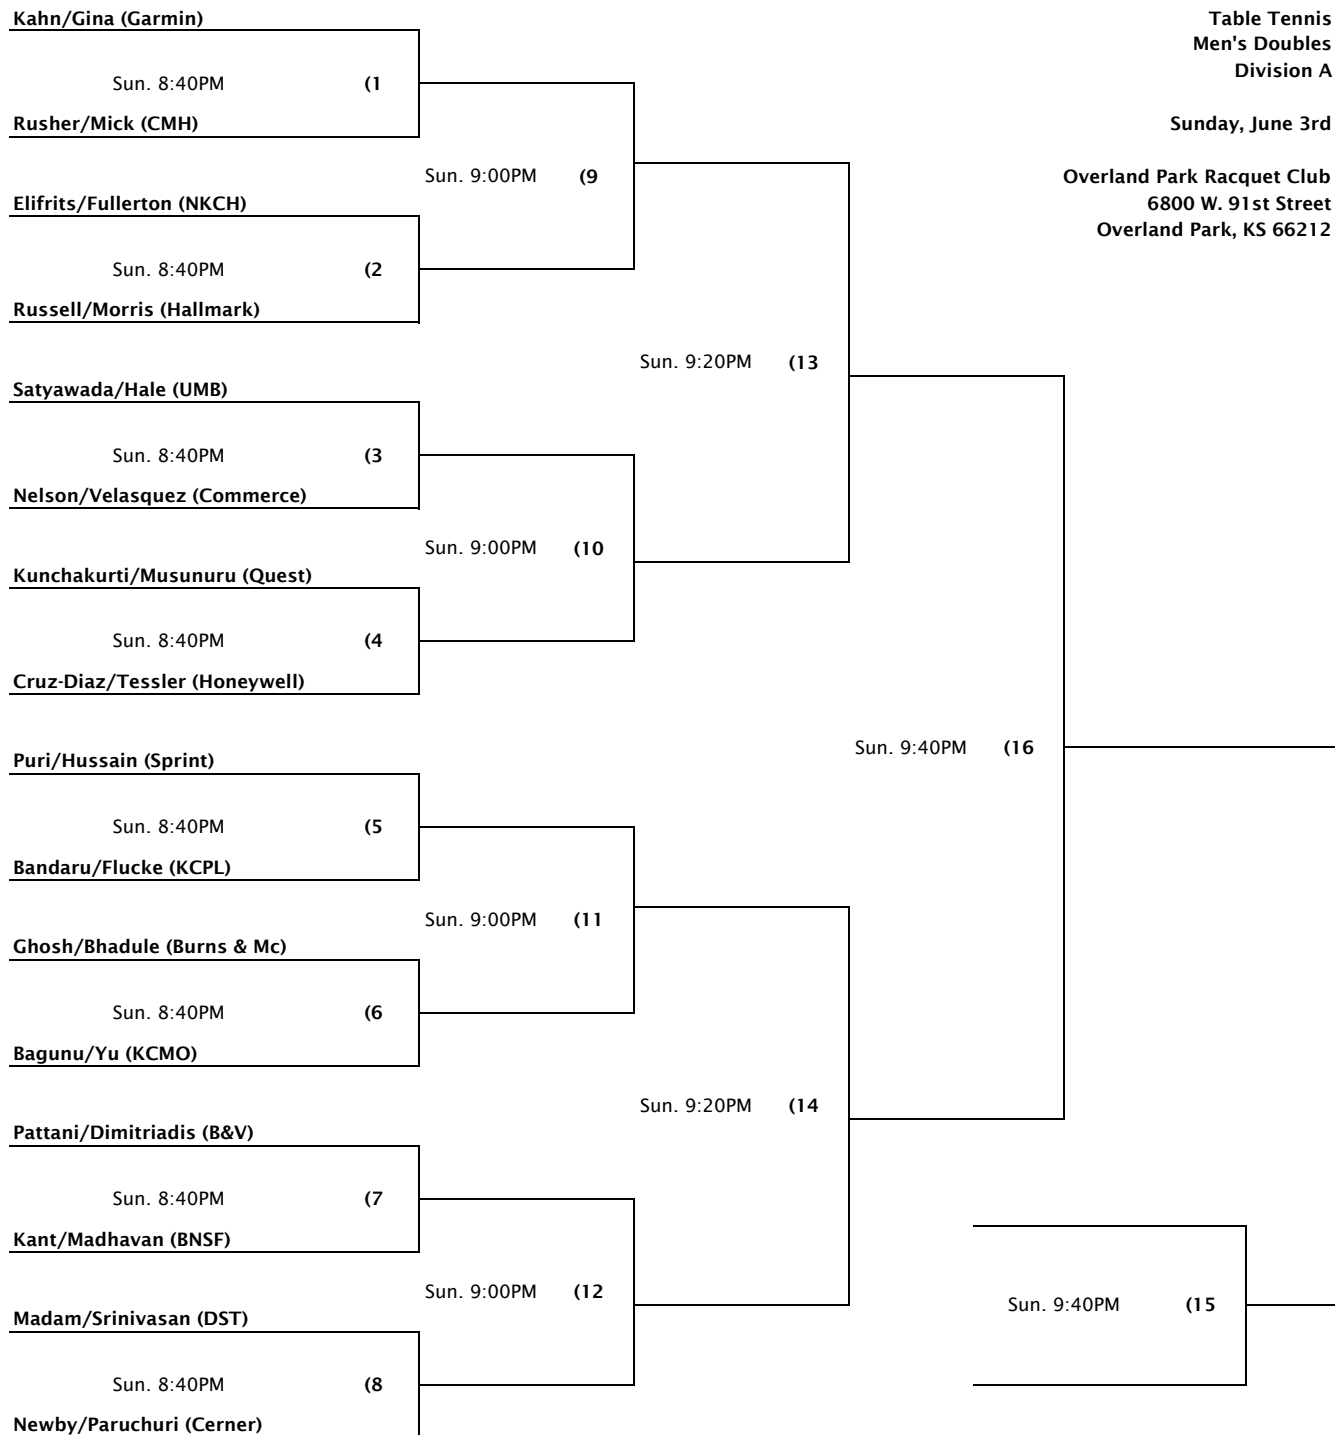 Kahn/Gina (Garmin)
Table Tennis
Men's Doubles
Division A
Sunday, June 3rd
Overland Park Racquet Club
6800 W. 91st Street
Overland Park, KS 66212
Sun. 8:40PM (1
Rusher/Mick (CMH)
Sun. 9:00PM (9
Elifrits/Fullerton (NKCH)
Sun. 8:40PM (2
Russell/Morris (Hallmark)
Sun. 9:20PM (13
Satyawada/Hale (UMB)
Sun. 8:40PM (3
Nelson/Velasquez (Commerce)
Sun. 9:00PM (10
Kunchakurti/Musunuru (Quest)
Sun. 8:40PM (4
Cruz-Diaz/Tessler (Honeywell)
Sun. 9:40PM (16
Puri/Hussain (Sprint)
Sun. 8:40PM (5
Bandaru/Flucke (KCPL)
Sun. 9:00PM (11
Ghosh/Bhadule (Burns & Mc)
Sun. 8:40PM (6
Bagunu/Yu (KCMO)
Sun. 9:20PM (14
Pattani/Dimitriadis (B&V)
Sun. 8:40PM (7
Kant/Madhavan (BNSF)
Sun. 9:00PM (12
Sun. 9:40PM (15
Madam/Srinivasan (DST)
Sun. 8:40PM (8
Newby/Paruchuri (Cerner)